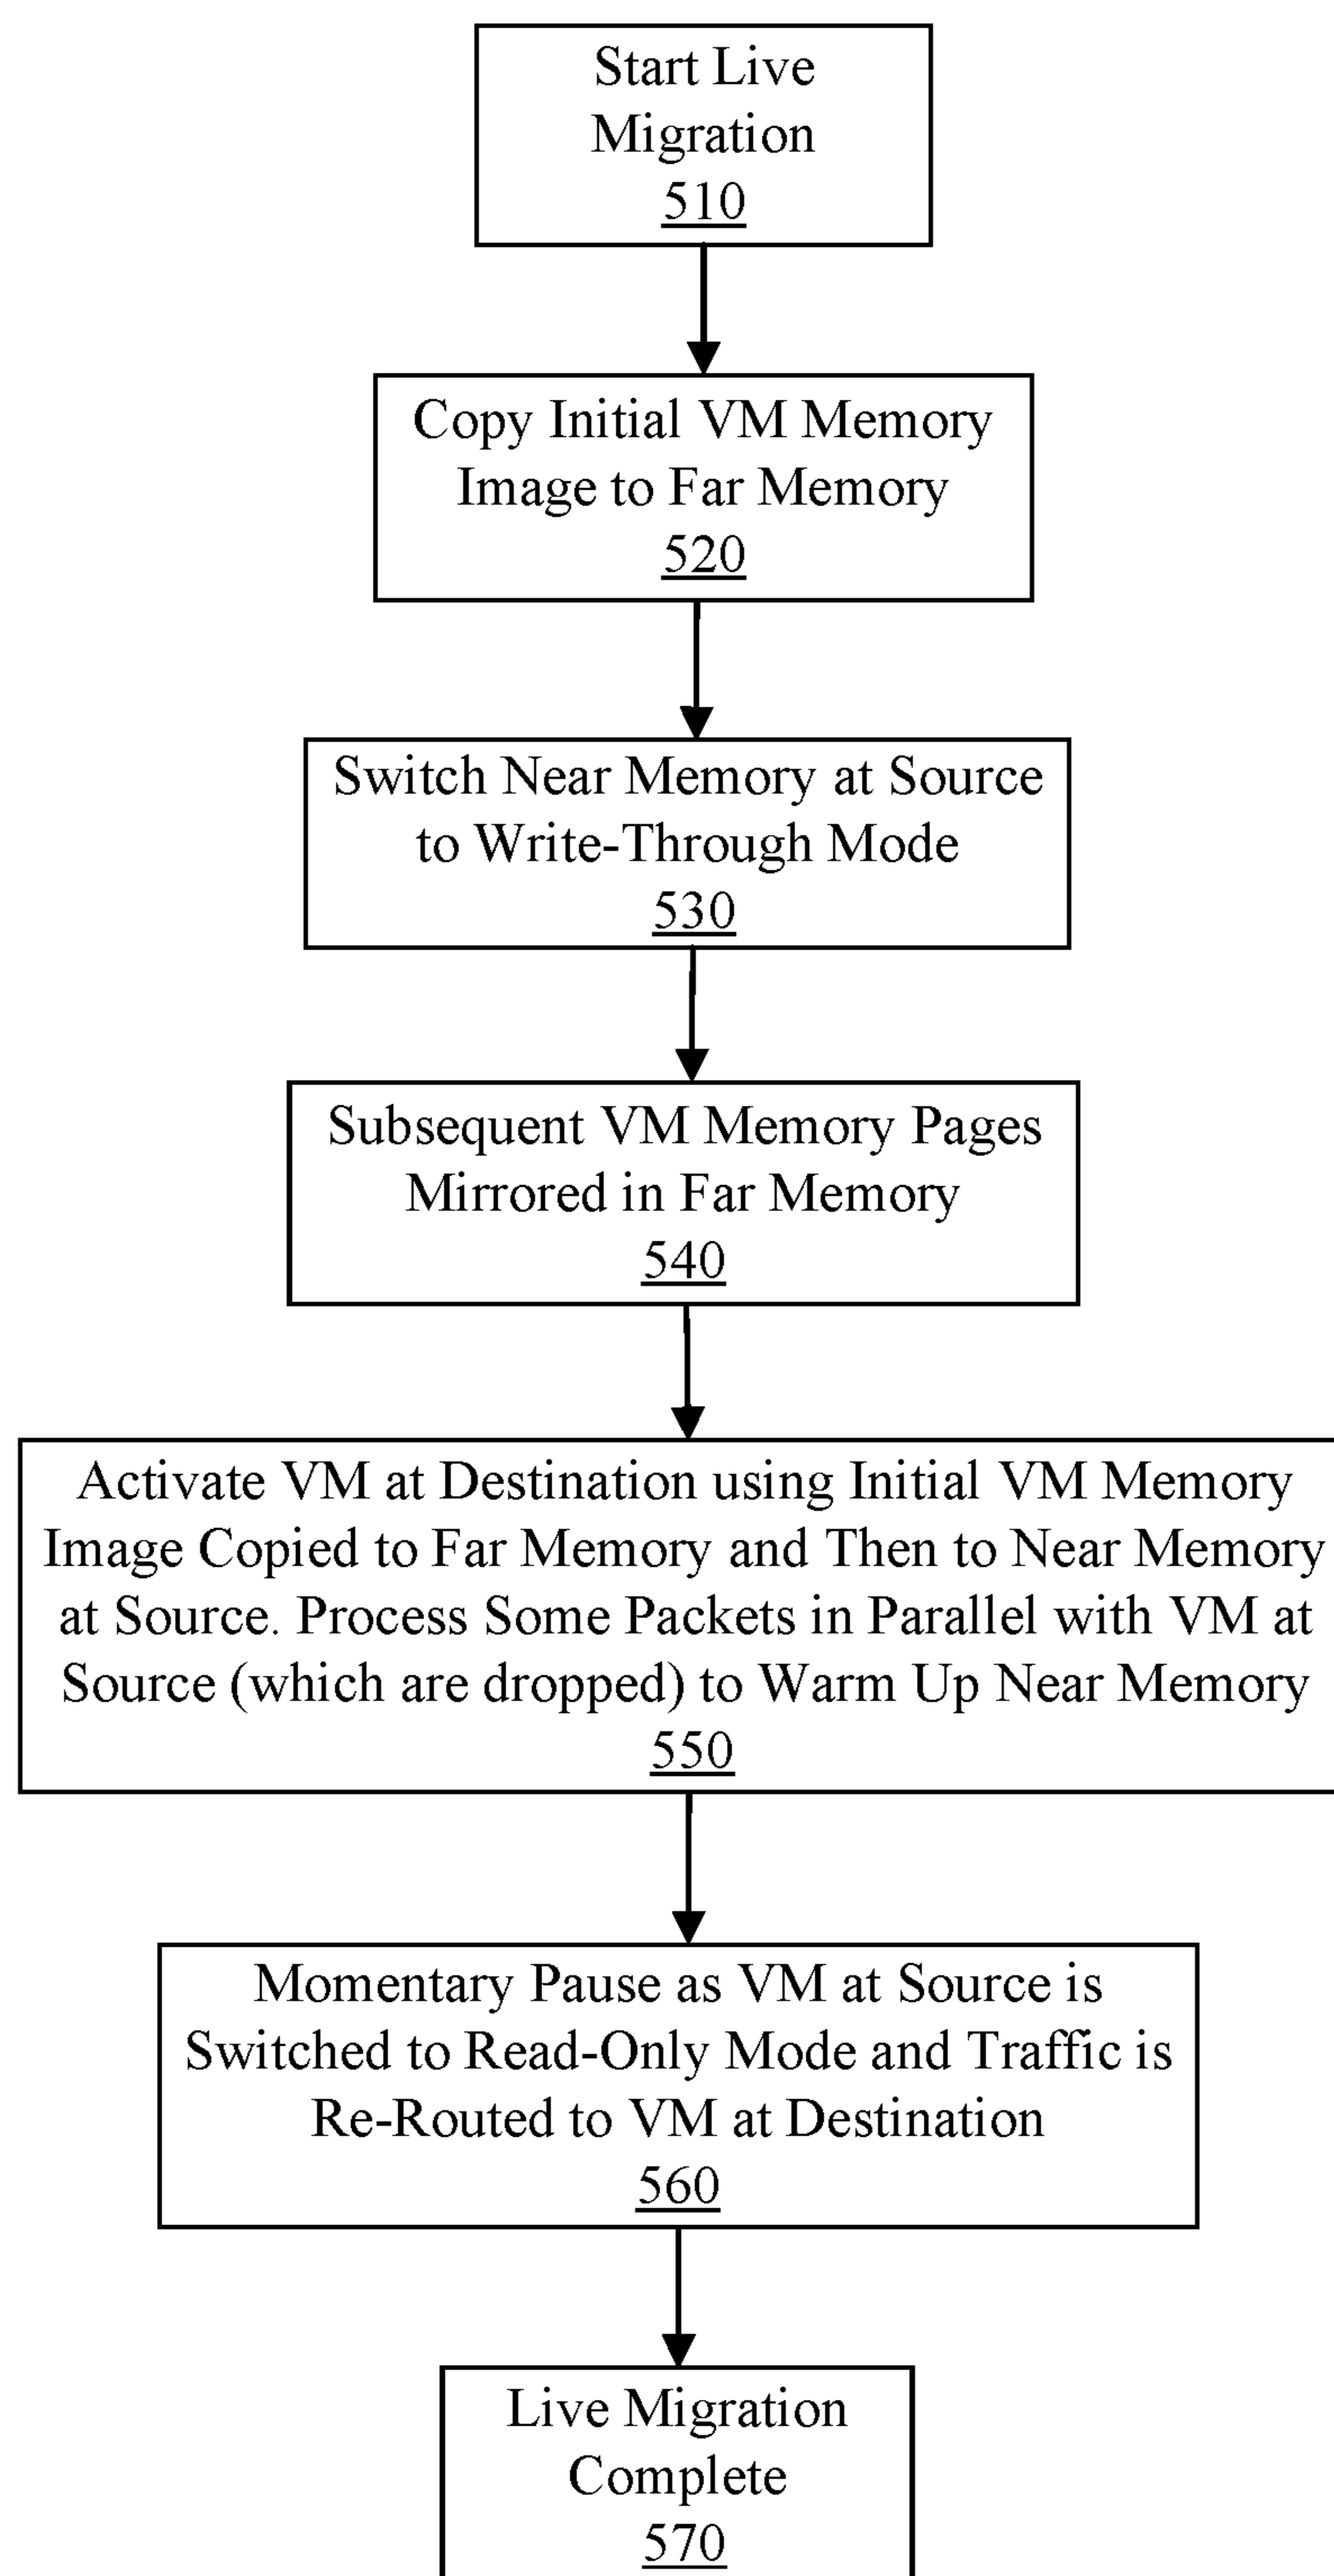 Start Live
Migration
510
Copy Initial VM Memory
Image to Far Memory
520
Switch Near Memory at Source
to Write-Through Mode
530
Subsequent VM Memory Pages
Mirrored in Far Memory
540
Activate VM at Destination using Initial VM Memory
Image Copied to Far Memory and Then to Near Memory
at Source. Process Some Packets in Parallel with VM at
Source (which are dropped) to Warm Up Near Memory
550
Momentary Pause as VM at Source is
Switched to Read-Only Mode and Traffic is
Re-Routed to VM at Destination
560
Live Migration
Complete
570